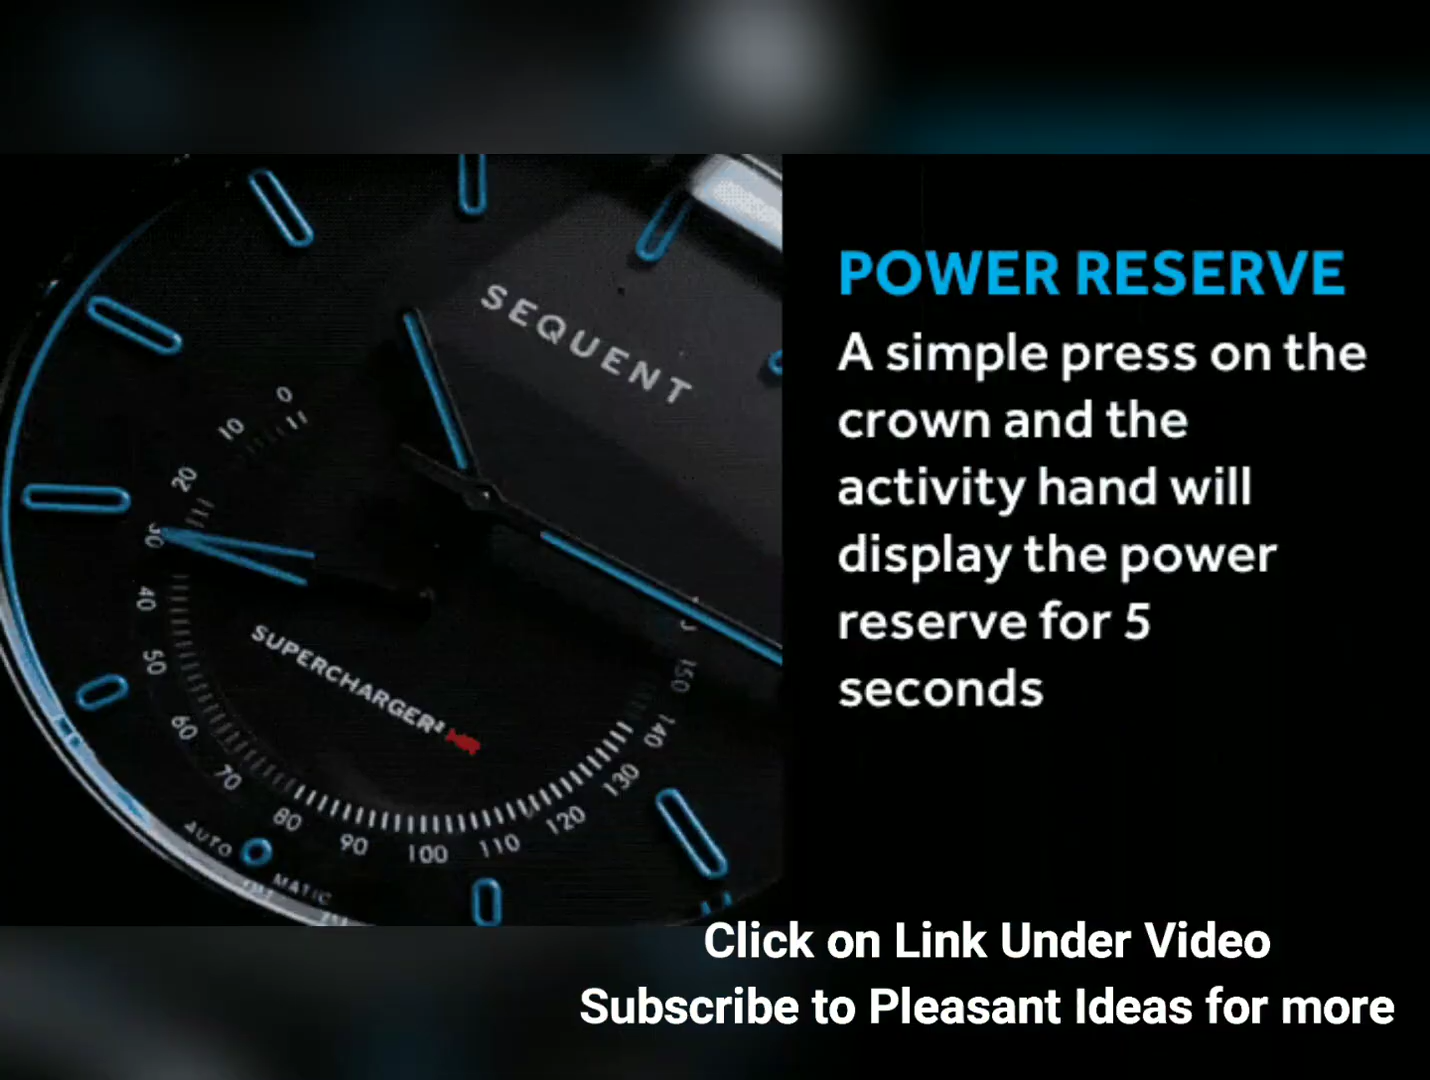 SEQUENT
0
10
20
30
40
50
60
70
80
90
100
110
120
130
140
150
SUPERCHARGER²
AUTO
MATIC
POWER RESERVE
A simple press on the
crown and the
activity hand will
display the power
reserve for 5
seconds
Click on Link Under Video
Subscribe to Pleasant Ideas for more